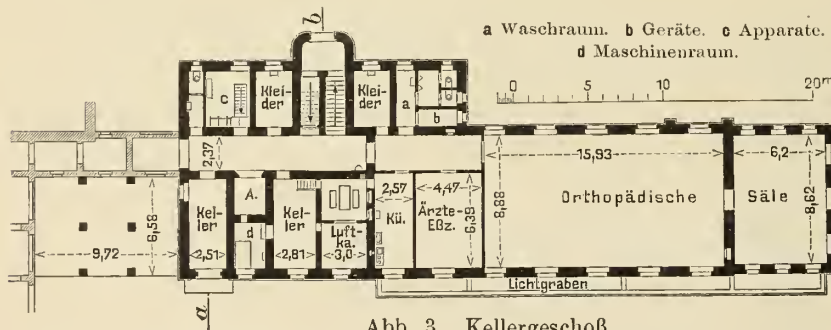 b
a Waschraum. b Geräte. c Apparate.
d Maschinenraum.
0 5 10 20m
c
Klei-
der
Klei-
der
a
b
2,37
15,93
6,2
9,72
6,58
Kel-
ler
2,51
A.
d
Kel-
ler
2,81
Luft-
ka.
3,0
2,57
Kü.
4,47
Ärzte-
Eßz.
6,39
8,88
Orthopädische
Säle
8,62
Lichtgraben
a
Abb. 3. Kellergeschoß.